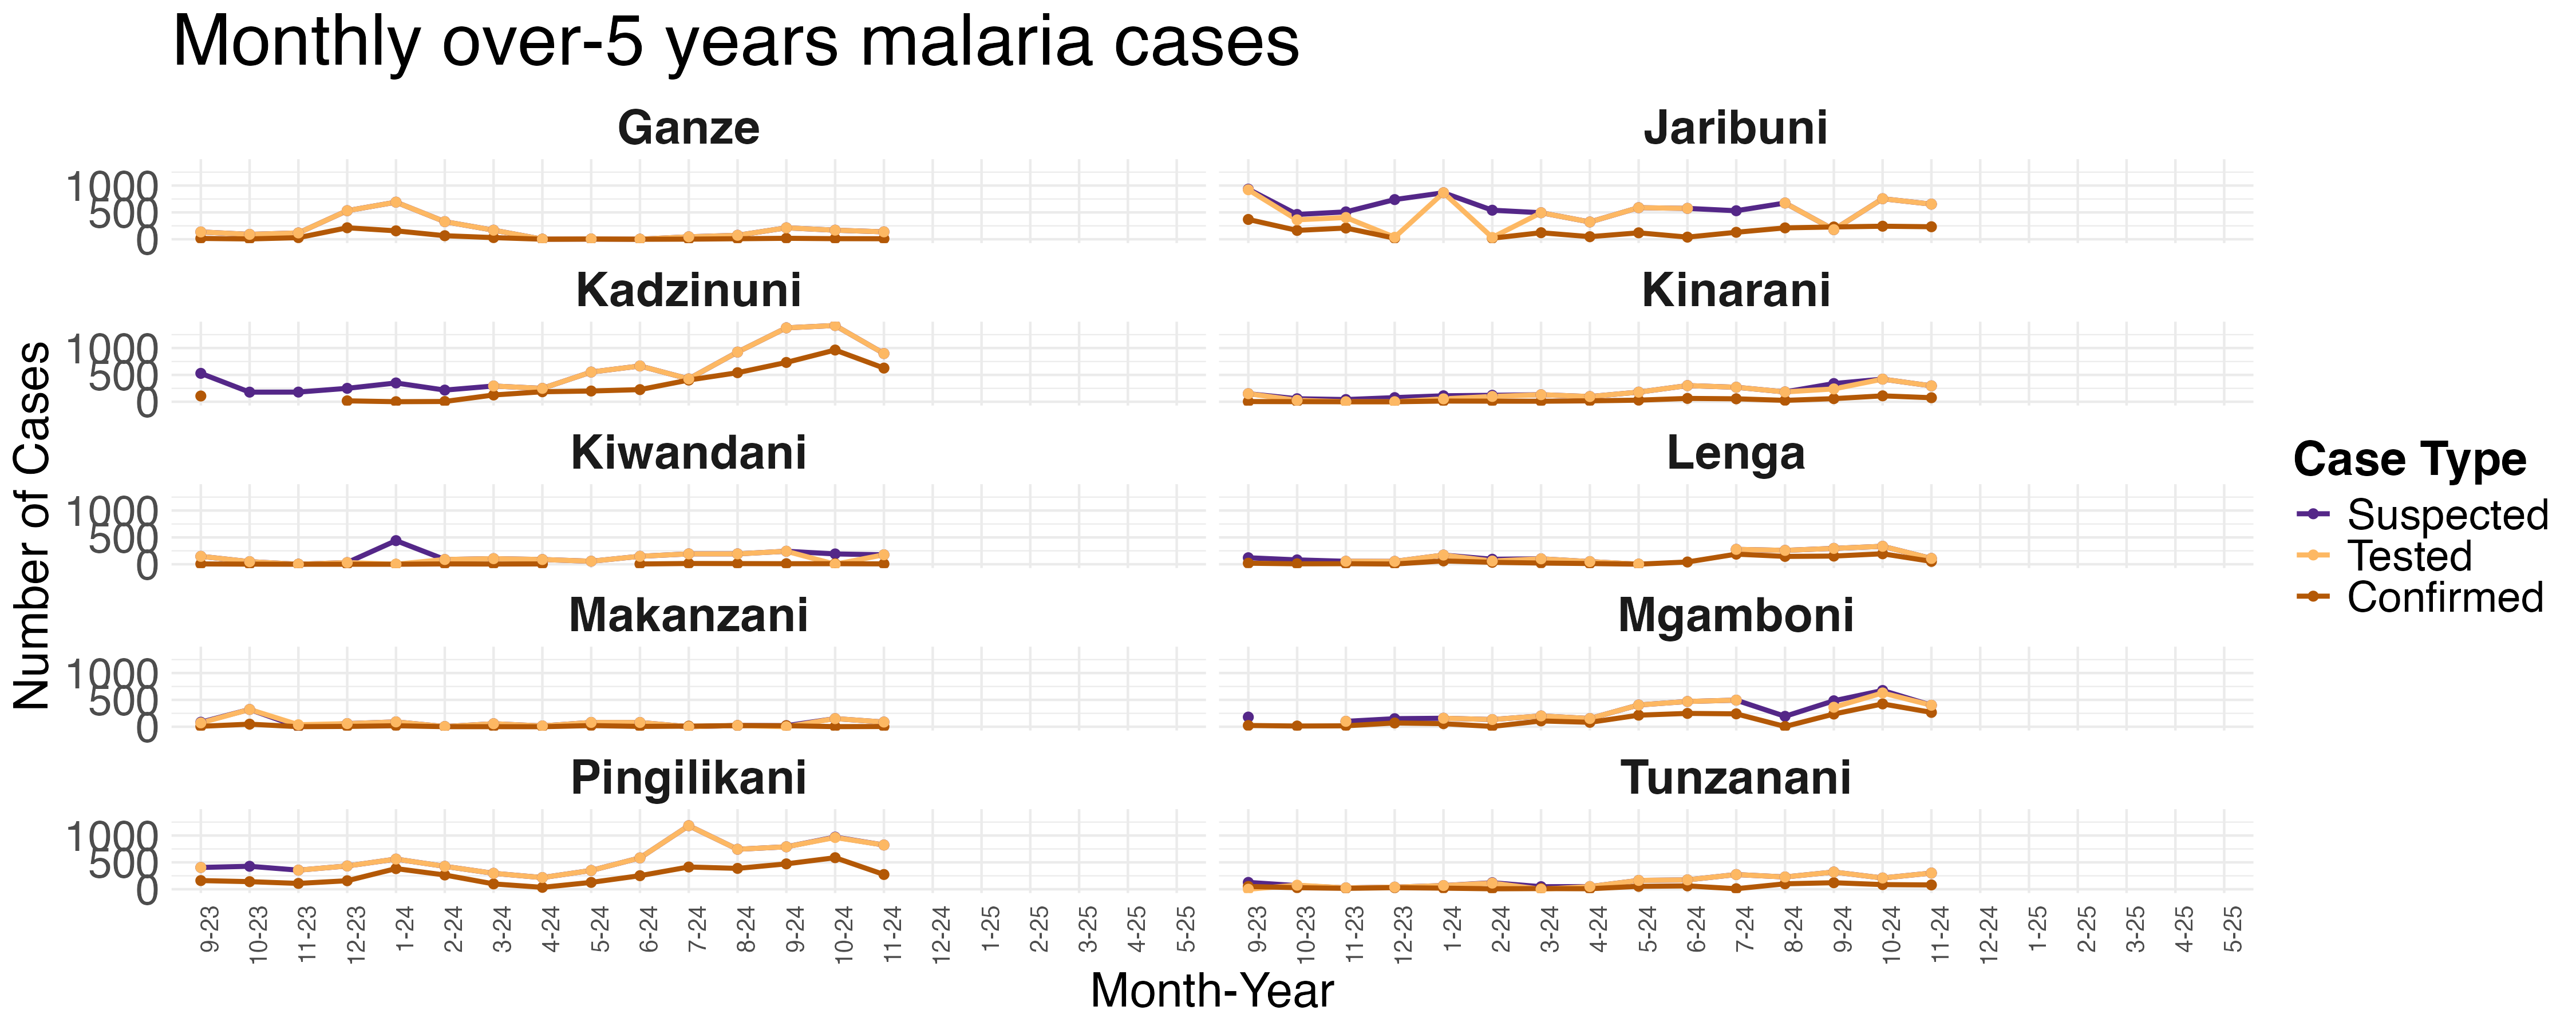 Monthly over-5 years malaria cases
Ganze
Jaribuni
1000
500
0
Kadzinuni
Kinarani
1000
500
0
Kiwandani
Lenga
1000
500
0
Makanzani
Mgamboni
1000
500
0
Pingilikani
Tunzanani
1000
500
0
9-23 10-23 11-23 12-23 1-24 2-24 3-24 4-24 5-24 6-24 7-24 8-24 9-24 10-24 11-24 12-24 1-25 2-25 3-25 4-25 5-25
9-23 10-23 11-23 12-23 1-24 2-24 3-24 4-24 5-24 6-24 7-24 8-24 9-24 10-24 11-24 12-24 1-25 2-25 3-25 4-25 5-25
Month-Year
Number of Cases
Case Type
Suspected
Tested
Confirmed